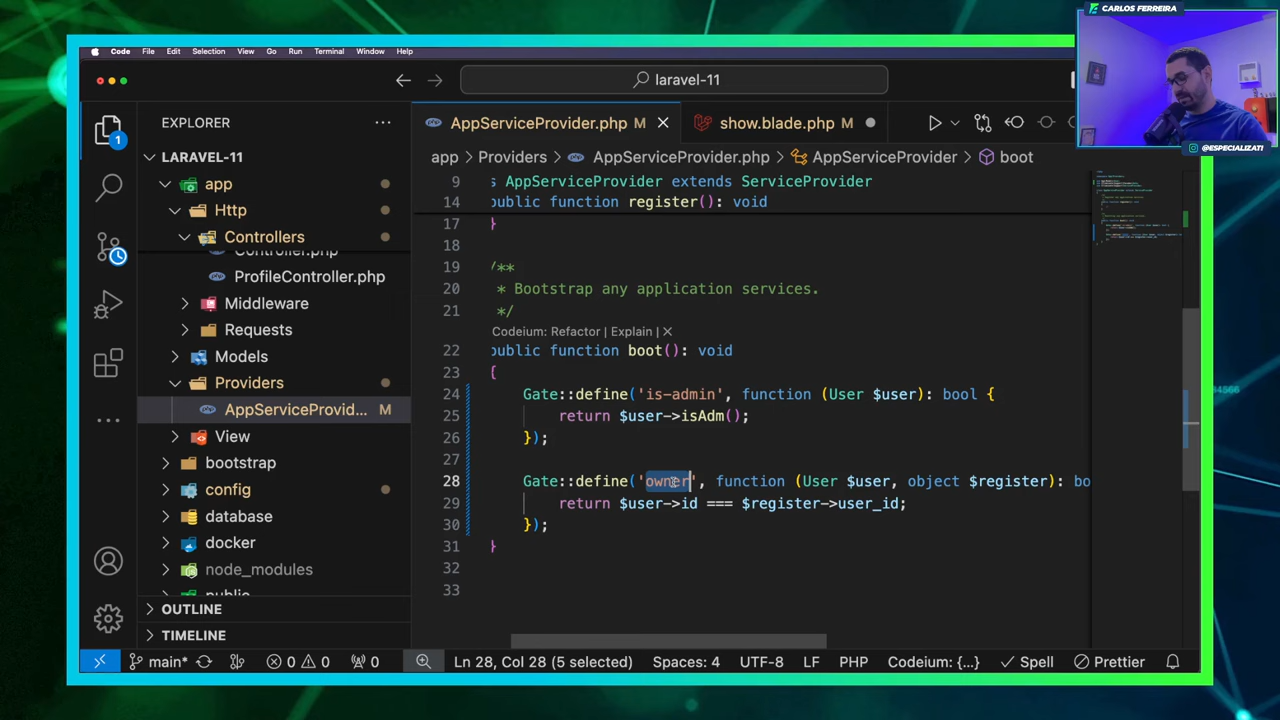 CARLOS FERREIRA
Code File Edit Selection View Go Run Terminal Window Help
laravel-11
@ESPECIALIZATI
EXPLORER
AppServiceProvider.php M
show.blade.php M
LARAVEL-11
app > Providers > AppServiceProvider.php > AppServiceProvider > boot
app
Http
Controllers
Controller.php
ProfileController.php
Middleware
Requests
Models
Providers
AppServiceProvid... M
View
bootstrap
config
database
docker
node_modules
public
OUTLINE
TIMELINE
1
9 s AppServiceProvider extends ServiceProvider
14 public function register(): void
17 }
18
19 /**
20 * Bootstrap any application services.
21 */
Codeium: Refactor | Explain | ×
22 public function boot(): void
23 {
24 Gate::define('is-admin', function (User $user): bool {
25 return $user->isAdm();
26 });
27
28 Gate::define('owner', function (User $user, object $register): bo
29 return $user->id === $register->user_id;
30 });
31 }
32
33
main* 0 0 0 Ln 28, Col 28 (5 selected) Spaces: 4 UTF-8 LF PHP Codeium: {...} Spell Prettier